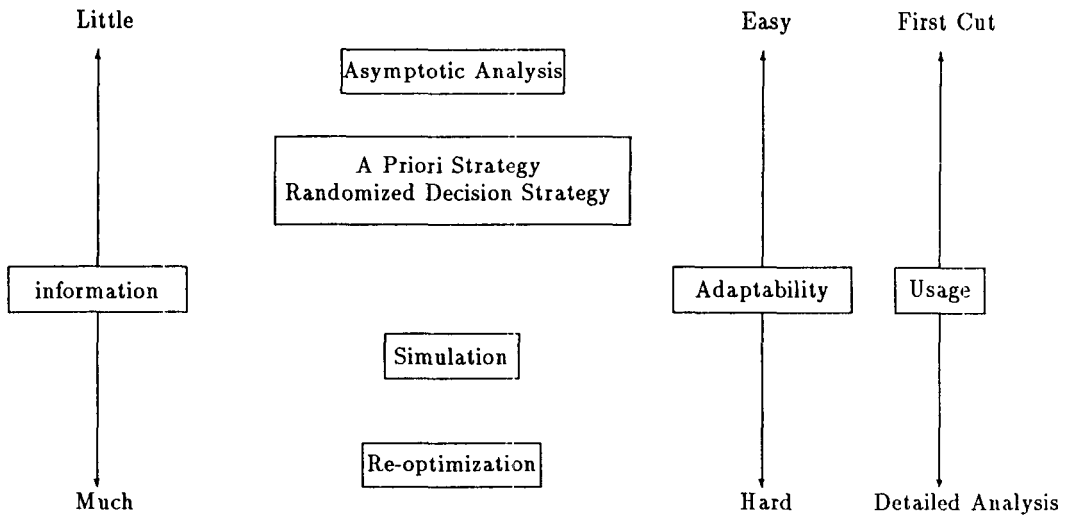 Little
Easy
First Cut
Asymptotic Analysis
A Priori Strategy
Randomized Decision Strategy
information
Adaptability
Usage
Simulation
Re-optimization
Much
Hard
Detailed Analysis